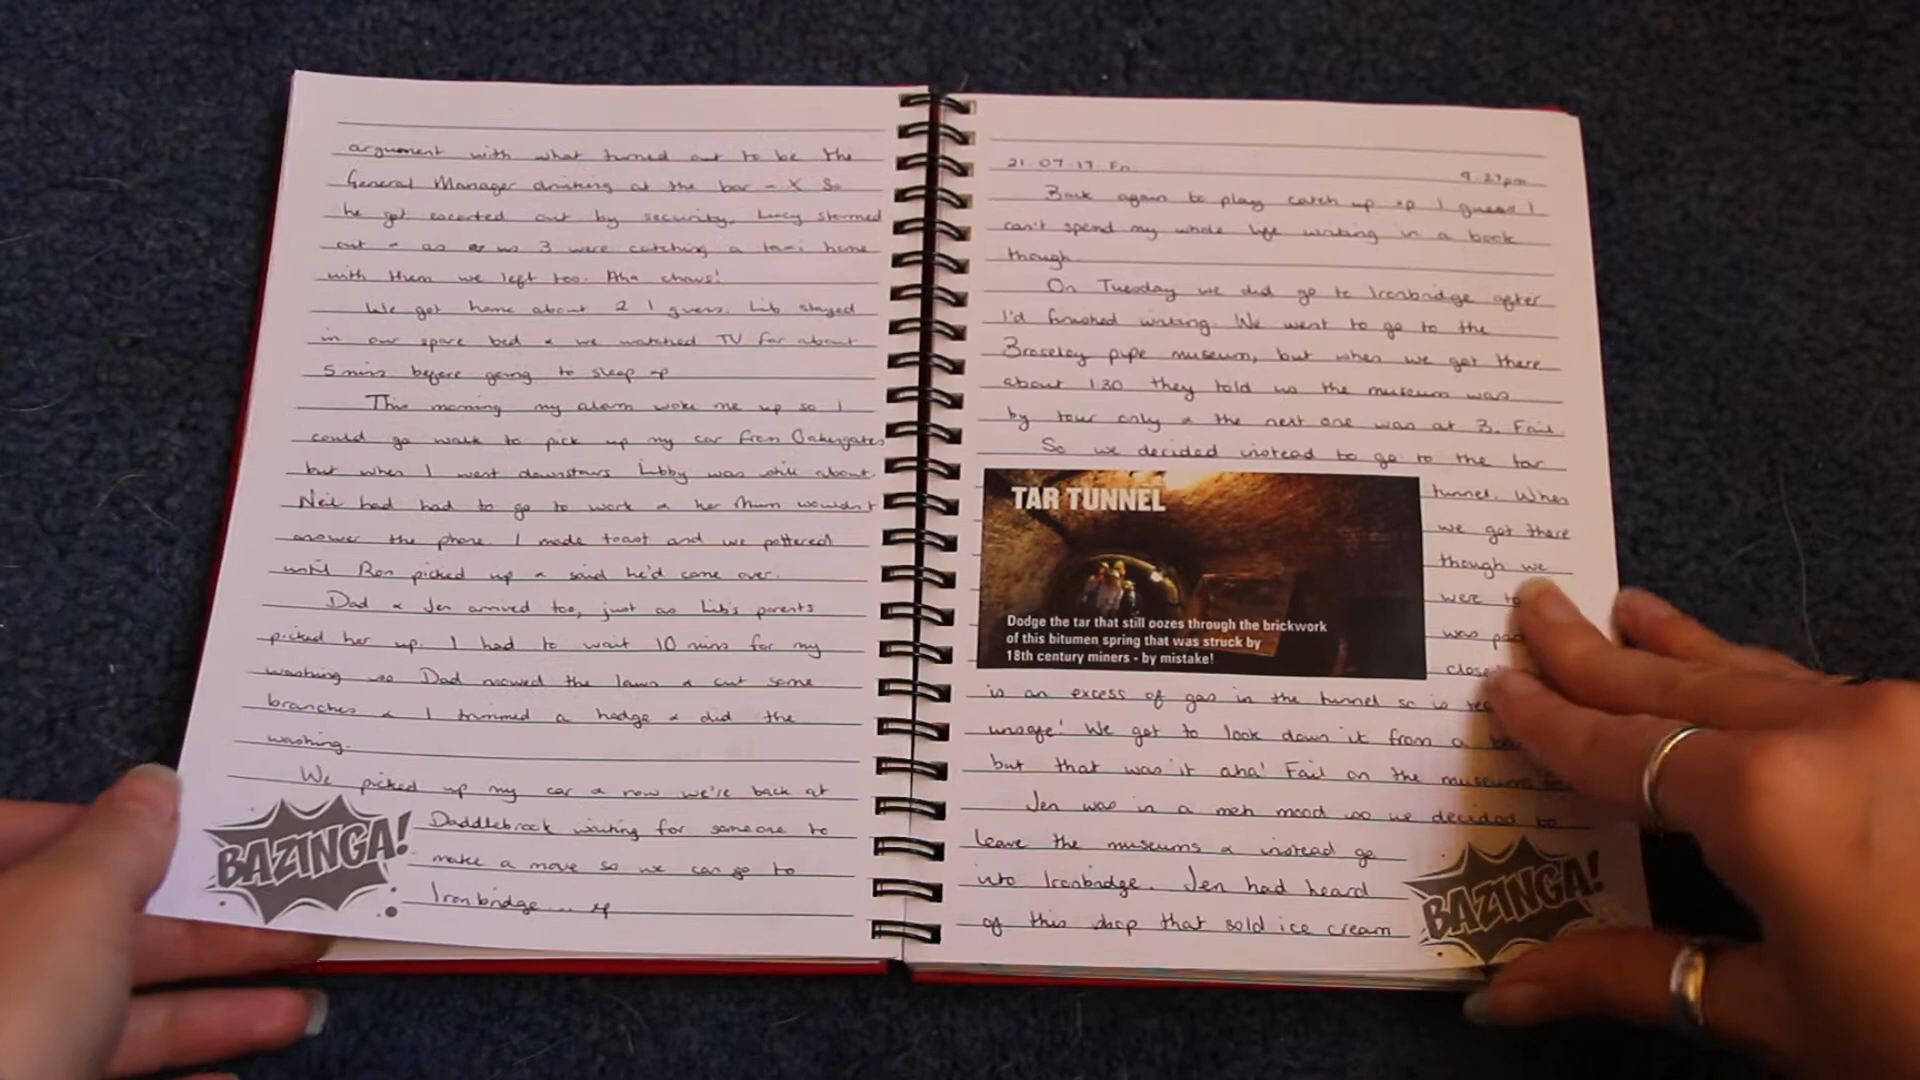 argument with what turned out to be the
General Manager drinking at the bar - X So
he got escorted out by security. Lucy stormed
out & as us 3 were catching a taxi home
with them we left too. Aha chavs!
We got home about 2 I guess. Lib stayed
in our spare bed & we watched TV for about
5 mins before going to sleep xp
This morning my alarm woke me up so I
could go walk to pick up my car from Oakengates
but when I went downstairs Libby was still about.
Neil had had to go to work & her Mum wouldn't
answer the phone. I made toast and we pottered
until Ron picked up & said he'd come over.
Dad & Jen arrived too, just as Lib's parents
picked her up. I had to wait 10 mins for my
washing so Dad mowed the lawn & cut some
branches & I trimmed a hedge & did the
washing.
We picked up my car & now we're back at
Daddlebrook waiting for someone to
make a move so we can go to
Ironbridge... xp
BAZINGA!
21.07.17 Fri 9.27pm
Back again to play catch up xp I guess I
can't spend my whole life writing in a book
though.
On Tuesday we did go to Ironbridge after
I'd finished writing. We went to go to the
Broseley pipe museum, but when we got there
about 1.30 they told us the museum was
by tour only & the next one was at 3. Fail.
So we decided instead to go to the tar
TAR TUNNEL
Dodge the tar that still oozes through the brickwork
of this bitumen spring that was struck by
18th century miners - by mistake!
tunnel. When
we got there
though we
were
was
is an excess of gas in the tunnel so is
unsafe! We got to look down it from a
but that was it aha! Fail on the museums
Jen was in a meh mood so we decided to
leave the museums & instead go
into Ironbridge. Jen had heard
of this shop that sold ice cream
BAZINGA!